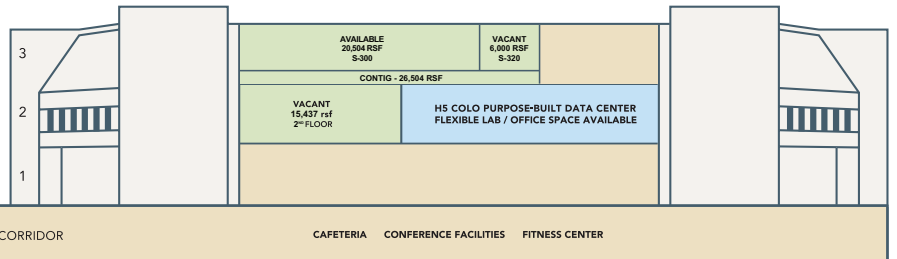 3
AVAILABLE
20,504 RSF
S-300
VACANT
6,000 RSF
S-320
CONTIG - 26,504 RSF
2
VACANT
15,437 rsf
2ND FLOOR
H5 COLO PURPOSE-BUILT DATA CENTER
FLEXIBLE LAB / OFFICE SPACE AVAILABLE
1
CORRIDOR
CAFETERIA CONFERENCE FACILITIES FITNESS CENTER